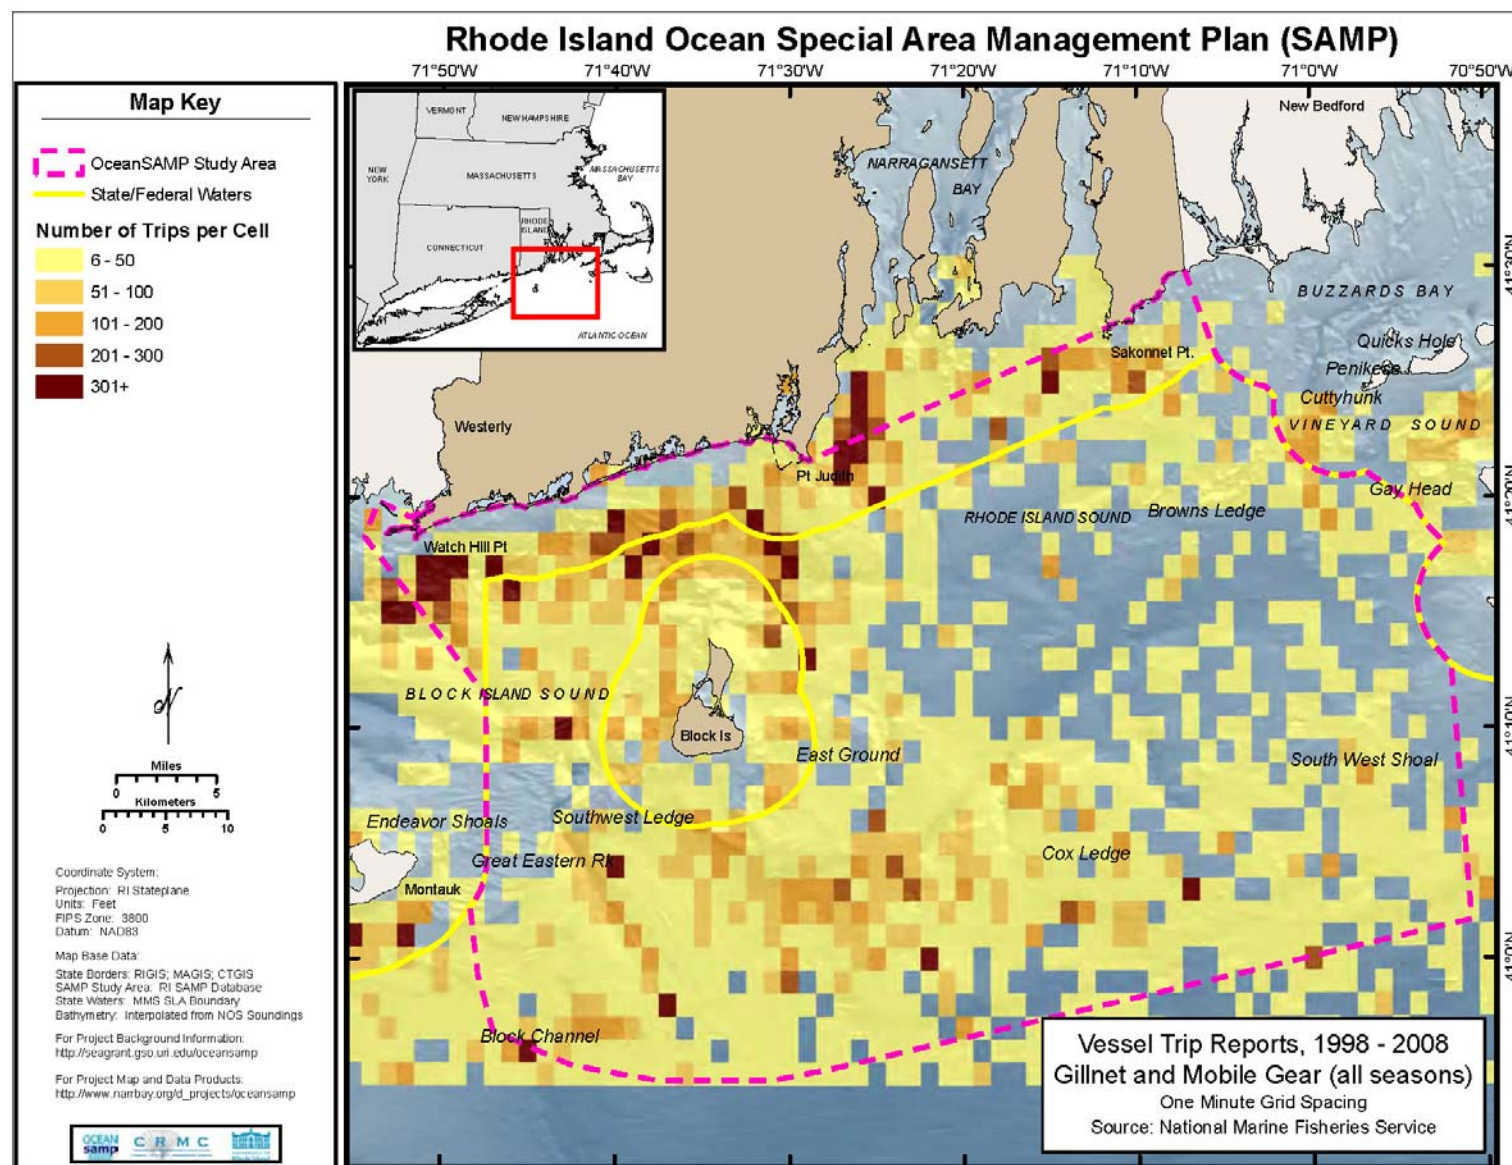 Rhode Island Ocean Special Area Management Plan (SAMP)
71°50'W 71°40'W 71°30'W 71°20'W 71°10'W 71°0'W 70°50'W
Map Key
OceanSAMP Study Area
State/Federal Waters
Number of Trips per Cell
6 - 50
51 - 100
101 - 200
201 - 300
301+
Miles
0 5
Kilometers
0 5 10
Coordinate System:
Projection: RI Stateplane
Units: Feet
FIPS Zone: 3800
Datum: NAD83
Map Base Data:
State Borders: RIGIS; MAGIS; CTGIS
SAMP Study Area: RI SAMP Database
State Waters: MMS SLA Boundary
Bathymetry: Interpolated from NOS Soundings
For Project Background Information:
http://seagrant.gso.uri.edu/oceansamp
For Project Map and Data Products:
http://www.narrbay.org/d_projects/oceansamp
OCEAN
samp
CRMC
VERMONT
NEW HAMPSHIRE
NEW
YORK
MASSACHUSETTS
MASSACHUSETTS
BAY
RHODE
ISLAND
CONNECTICUT
ATLANTIC OCEAN
New Bedford
NARRAGANSETT
BAY
BUZZARDS BAY
Quicks Hole
Penikese
Sakonnet Pt.
Cuttyhunk
VINEYARD SOUND
Westerly
Pt Judith
Gay Head
RHODE ISLAND SOUND
Browns Ledge
Watch Hill Pt
BLOCK ISLAND SOUND
Block Is
East Ground
South West Shoal
Endeavor Shoals
Southwest Ledge
Great Eastern Rk
Cox Ledge
Montauk
Block Channel
41°30'N
41°20'N
41°10'N
41°0'N
Vessel Trip Reports, 1998 - 2008
Gillnet and Mobile Gear (all seasons)
One Minute Grid Spacing
Source: National Marine Fisheries Service